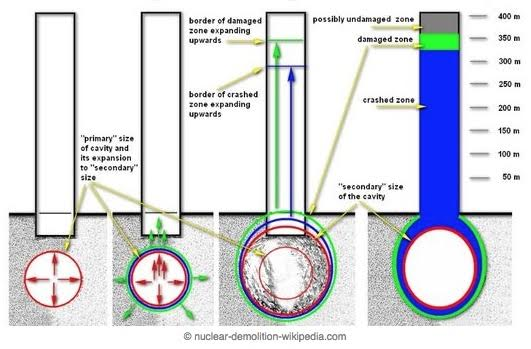 border of damaged
zone expanding
upwards
border of crashed
zone expanding
upwards
"primary" size
of cavity and
its expansion
to "secondary"
size
possibly undamaged zone
damaged zone
crashed zone
"secondary" size
of the cavity
400 m
350 m
300 m
250 m
200 m
150 m
100 m
50 m
© nuclear-demolition-wikipedia.com